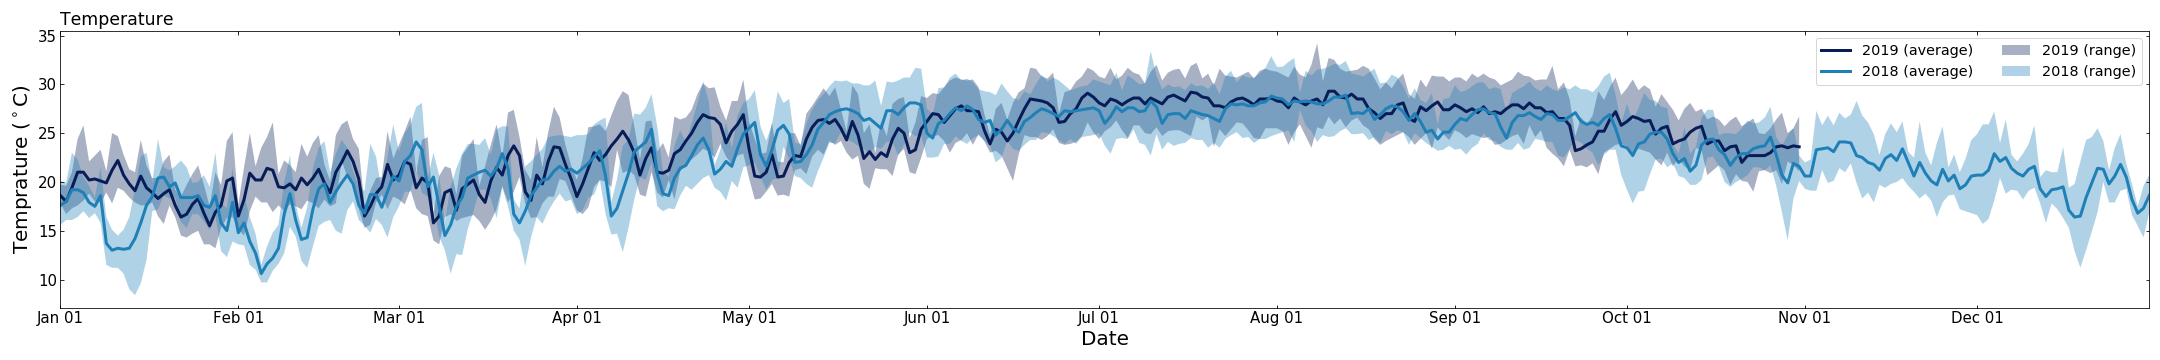 Temperature
Temprature (°C)
35
30
25
20
15
10
2019 (average)
2018 (average)
2019 (range)
2018 (range)
Jan 01 Feb 01 Mar 01 Apr 01 May 01 Jun 01 Jul 01 Aug 01 Sep 01 Oct 01 Nov 01 Dec 01
Date